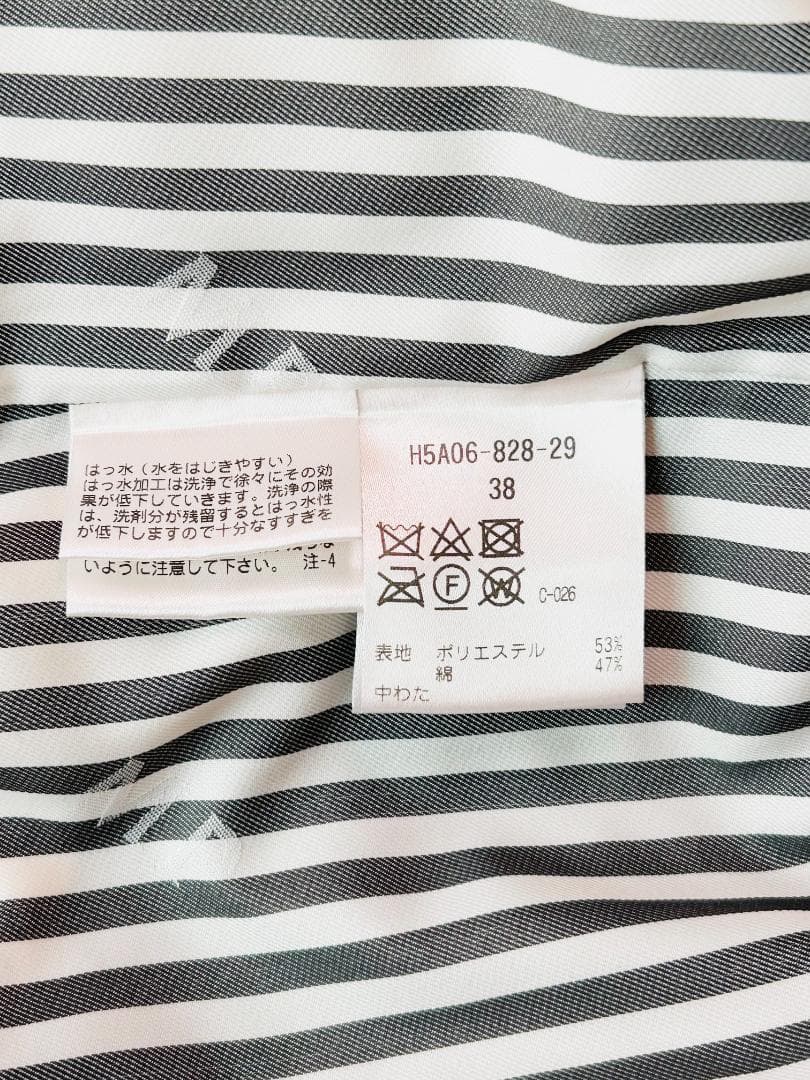 はっ水（水をはじきやすい）
はっ水加工は洗浄で徐々にその効
果が低下していきます。洗浄の際
は、洗剤分が残留するとはっ水性
が低下しますので十分なすすぎを
いように注意して下さい。 注-4
H5A06-828-29
38
F
W
C-026
表地 ポリエステル 53%
綿 47%
中わた